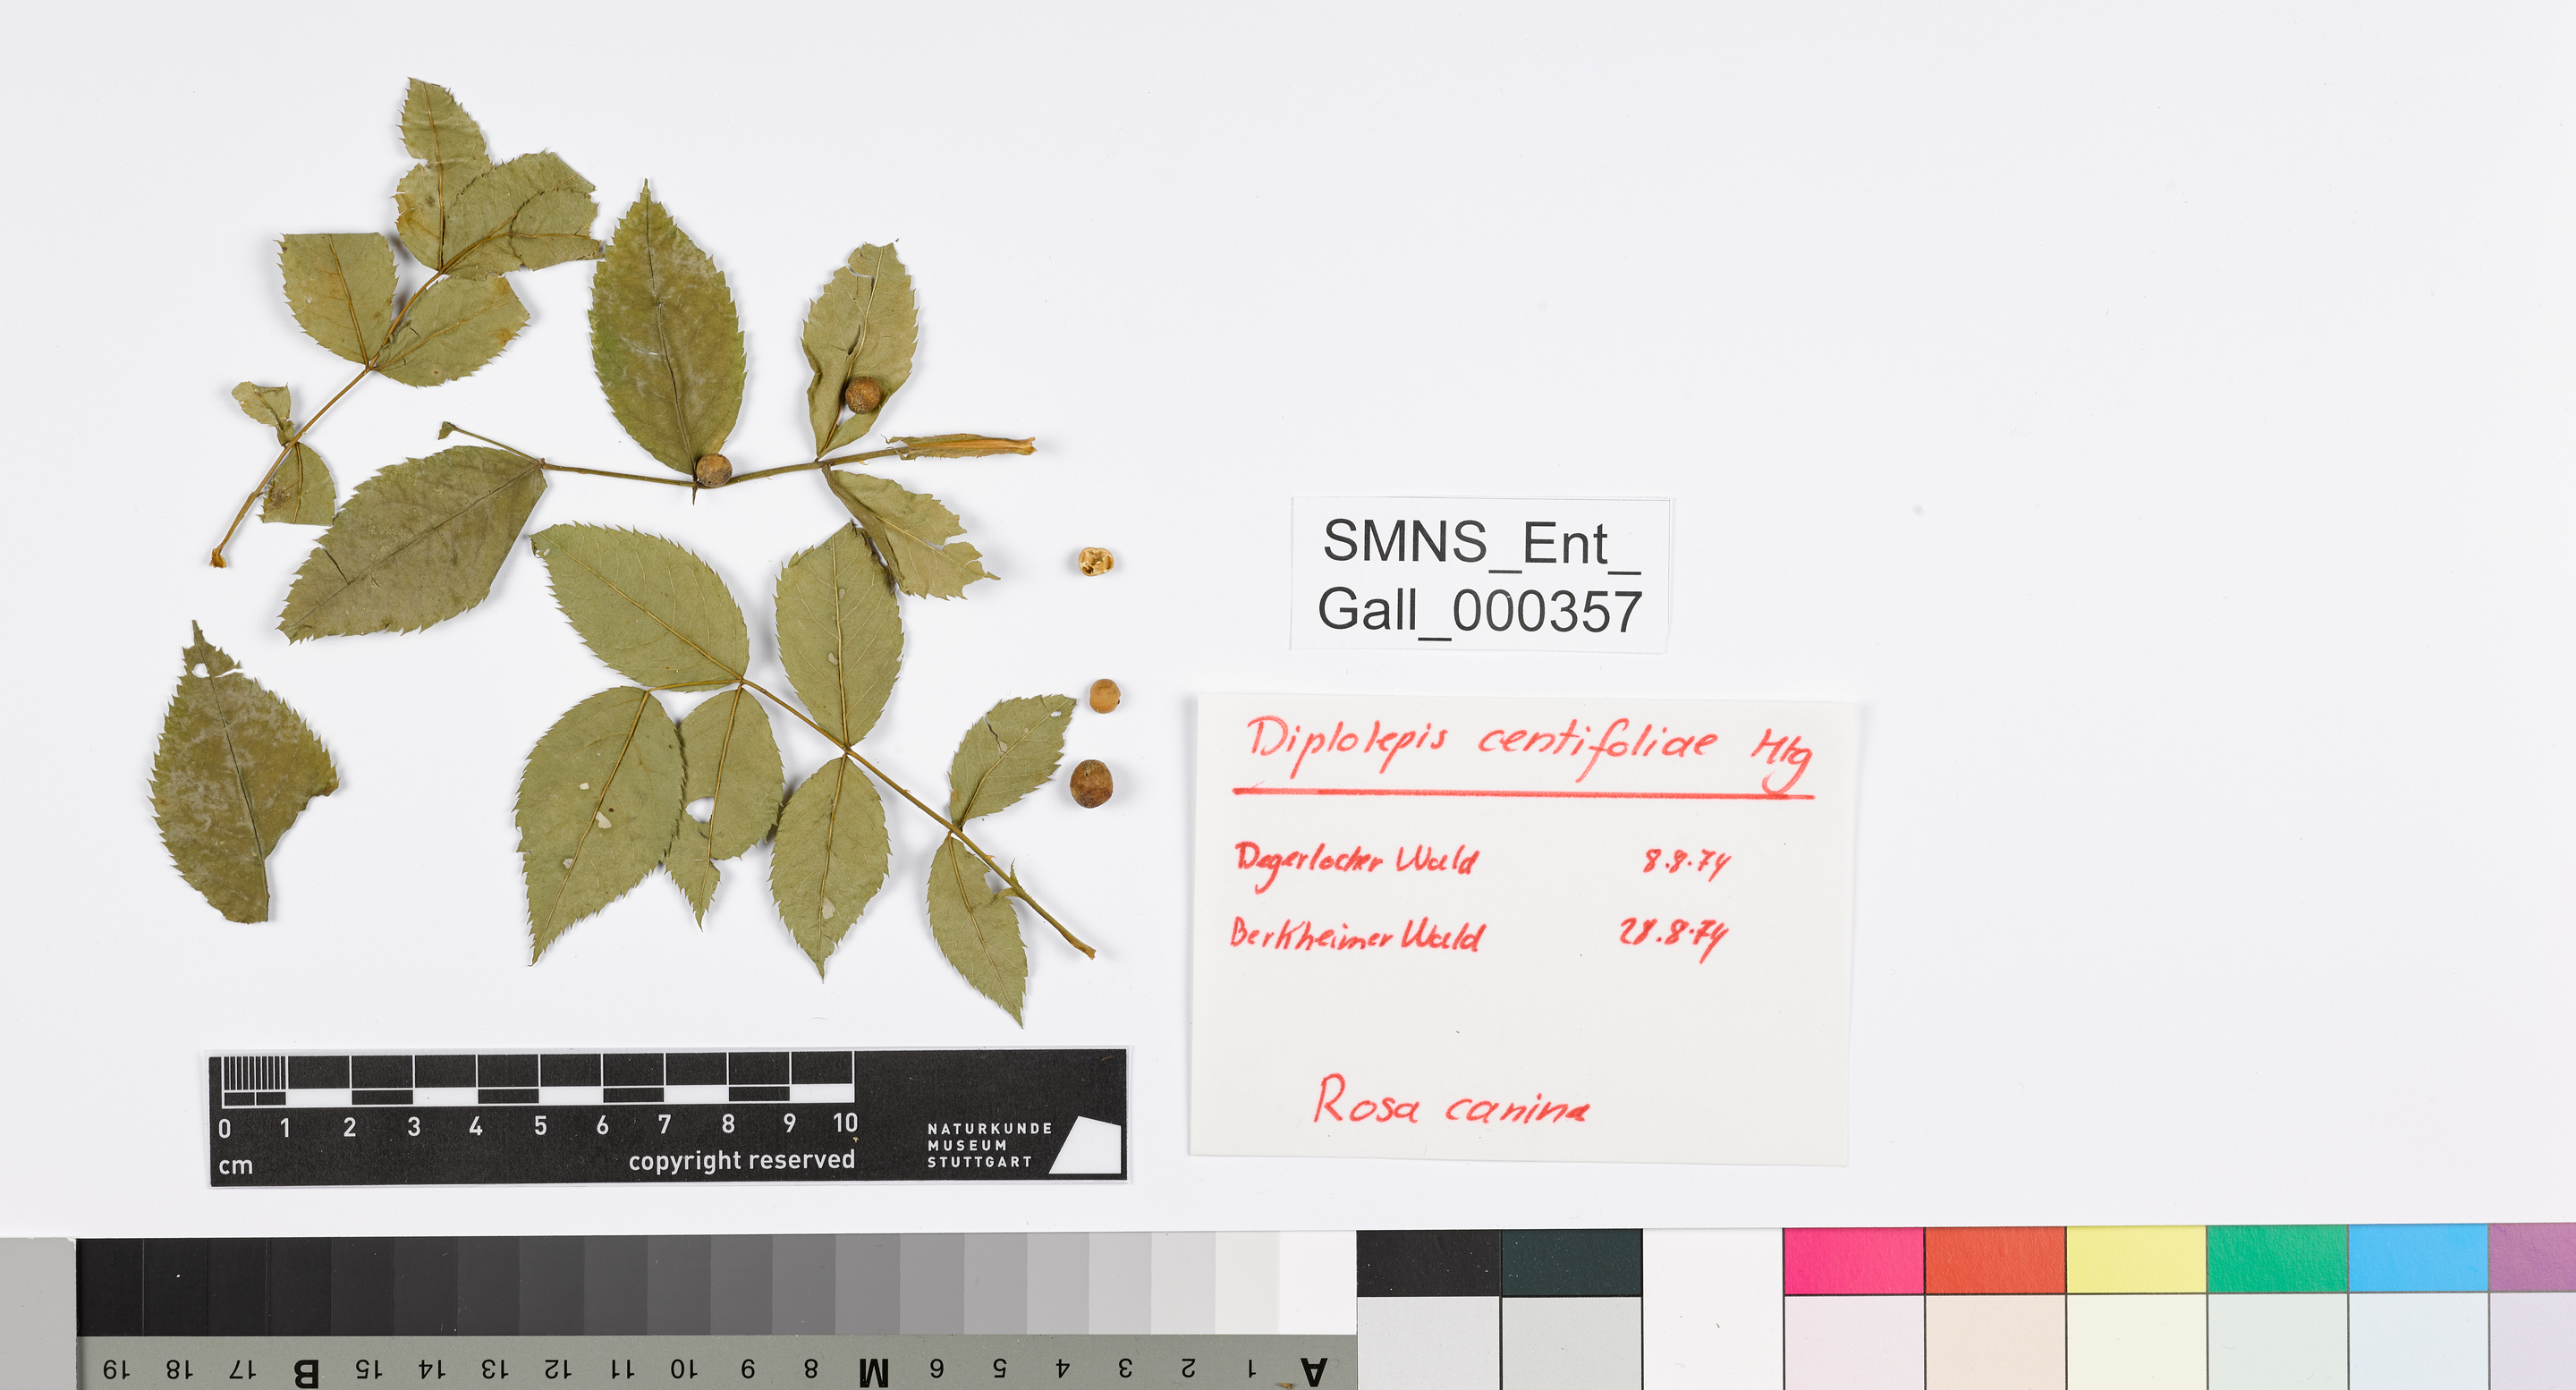 SMNS_Ent_
Gall_000357
Diplolepis centifoliae Htg
Degerlocher Wald 8.8.74
Berkheimer Wald 28.8.74
Rosa canina
0 1 2 3 4 5 6 7 8 9 10
cm
copyright reserved
NATURKUNDE
MUSEUM
STUTTGART
A 1 2 3 4 5 6 M 8 9 10 11 12 13 14 15 B 17 18 19